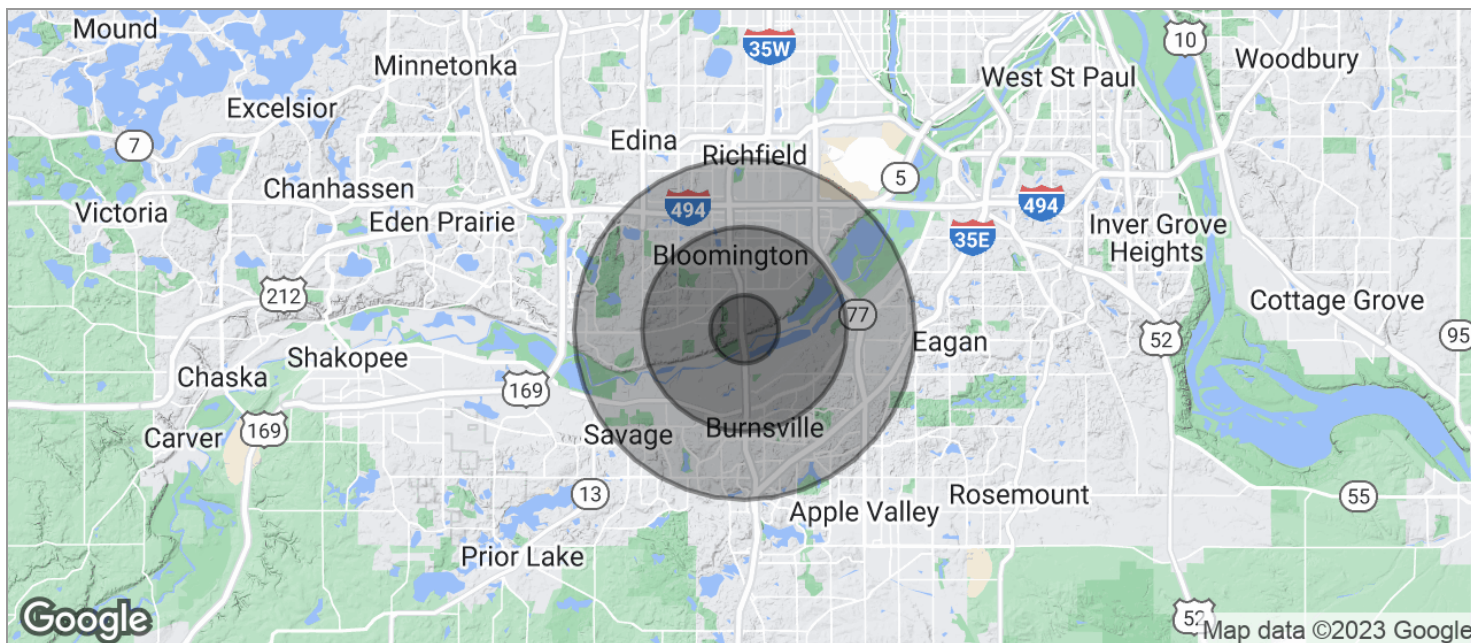 Mound
Minnetonka
35W
10
Woodbury
West St Paul
Excelsior
7
Edina
Richfield
5
Chanhassen
494
494
Victoria
Eden Prairie
35E
Inver Grove
Heights
Bloomington
212
77
Cottage Grove
Shakopee
Eagan
52
95
Chaska
169
Carver
169
Savage
Burnsville
13
Rosemount
55
Apple Valley
Prior Lake
Google
52
Map data ©2023 Google